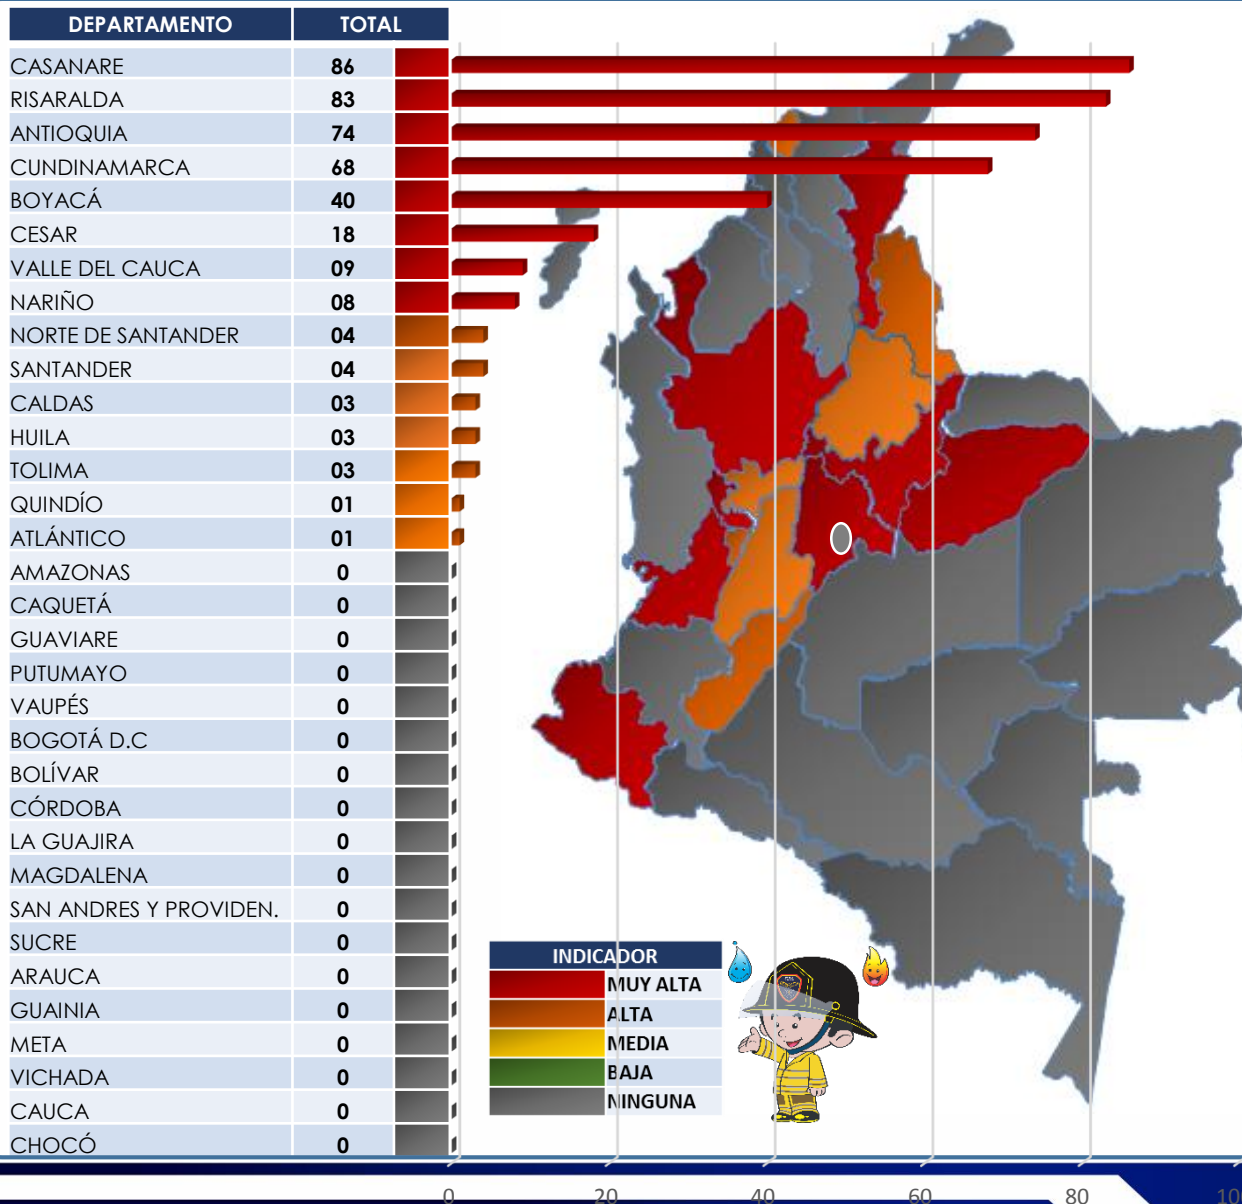 DEPARTAMENTO TOTAL
CASANARE 86
RISARALDA 83
ANTIOQUIA 74
CUNDINAMARCA 68
BOYACÁ 40
CESAR 18
VALLE DEL CAUCA 09
NARIÑO 08
NORTE DE SANTANDER 04
SANTANDER 04
CALDAS 03
HUILA 03
TOLIMA 03
QUINDÍO 01
ATLÁNTICO 01
AMAZONAS 0
CAQUETÁ 0
GUAVIARE 0
PUTUMAYO 0
VAUPÉS 0
BOGOTÁ D.C 0
BOLÍVAR 0
CÓRDOBA 0
LA GUAJIRA 0
MAGDALENA 0
SAN ANDRES Y PROVIDEN. 0
SUCRE 0
ARAUCA 0
GUAINIA 0
META 0
VICHADA 0
CAUCA 0
CHOCÓ 0
INDICADOR
MUY ALTA
ALTA
MEDIA
BAJA
NINGUNA
0 20 40 60 80